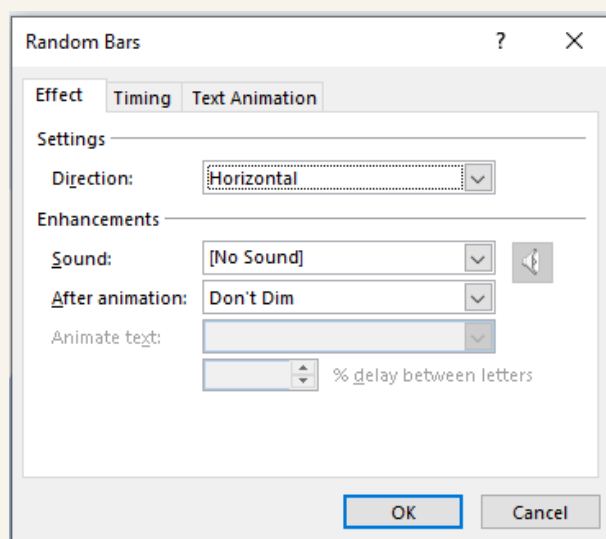 Random Bars ? X
Effect Timing Text Animation
Settings
Direction: Horizontal
Enhancements
Sound: [No Sound]
After animation: Don't Dim
Animate text:
% delay between letters
OK Cancel